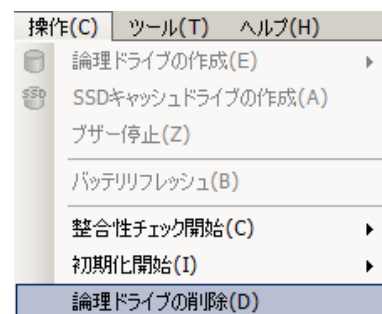 操作(C) ツール(T) ヘルプ(H)
論理ドライブの作成(E)
SSD SSDキャッシュドライブの作成(A)
ブザー停止(Z)
バッテリリフレッシュ(B)
整合性チェック開始(C)
初期化開始(I)
論理ドライブの削除(D)